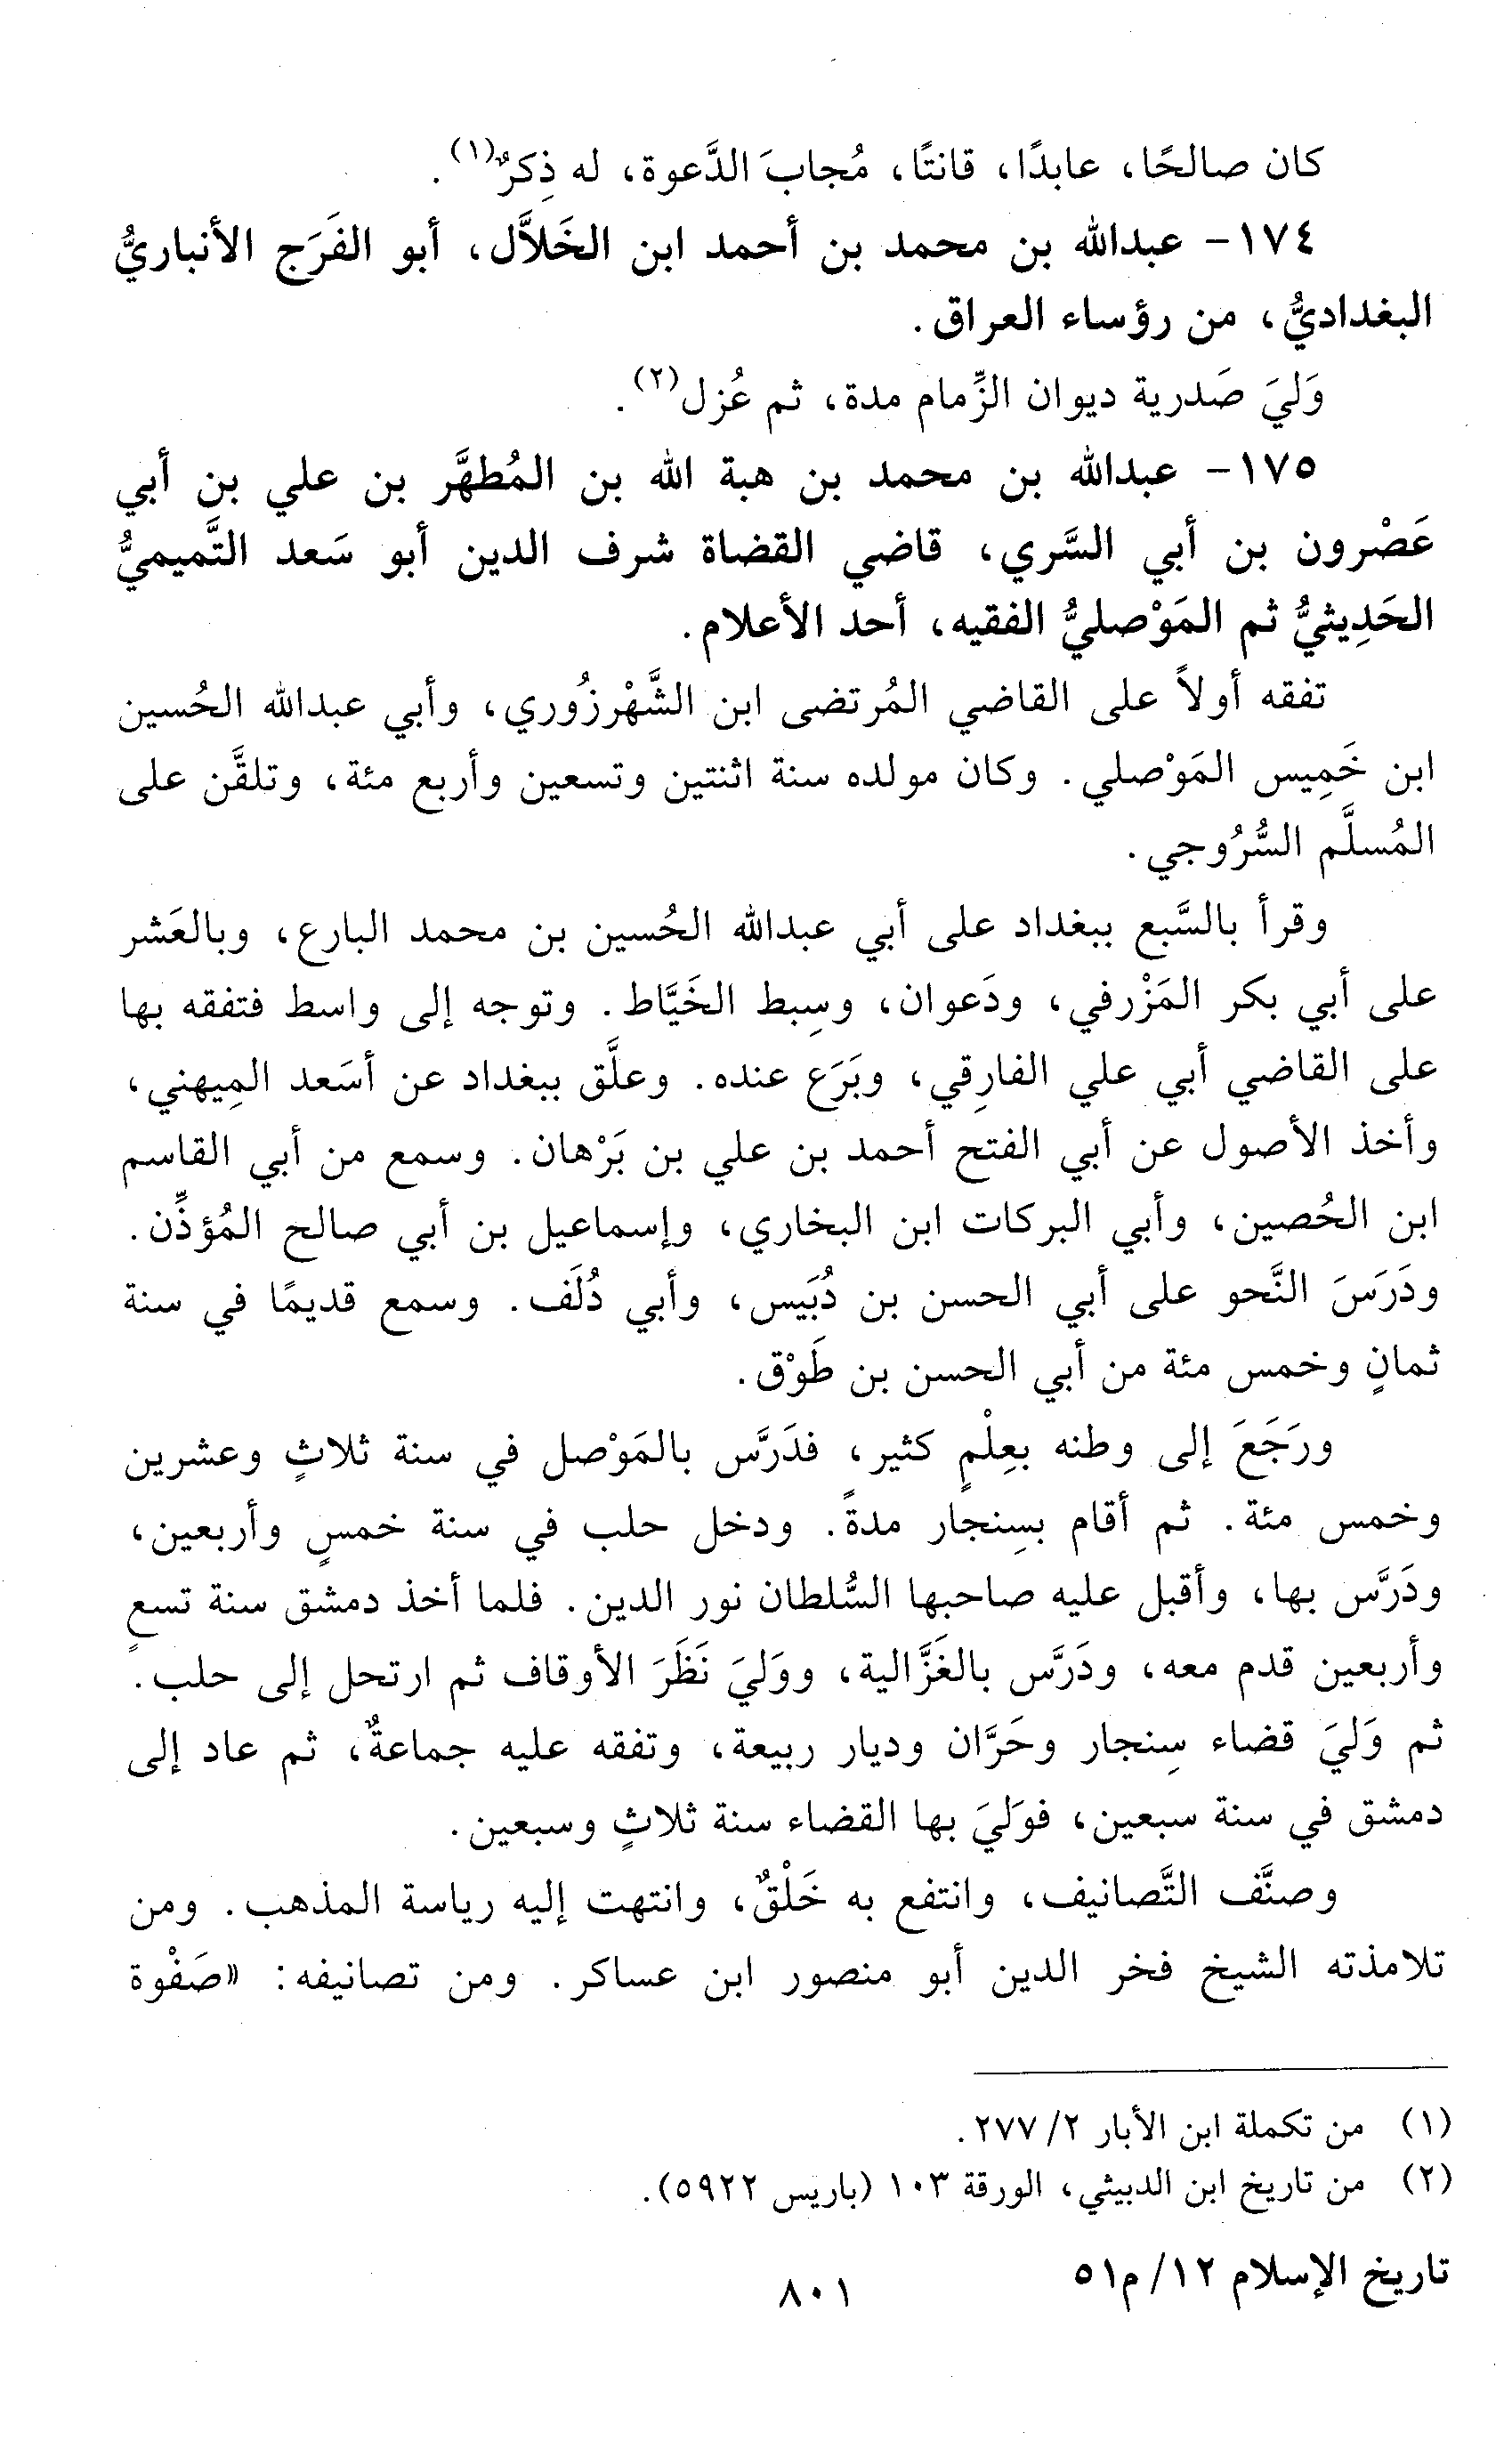 كان صالحًا، عابدًا، قانتًا، مُجابَ الدَّعوة، له ذِكرٌ(١).
١٧٤- عبدالله بن محمد بن أحمد ابن الخَلاَّل، أبو الفَرَج الأنباريُّ
البغداديُّ، من رؤساء العراق.
وَليَ صَدرية ديوان الزِّمام مدة، ثم عُزل(٢).
١٧٥- عبدالله بن محمد بن هبة الله بن المُطهَّر بن علي بن أبي
عَصْرون بن أبي السَّري، قاضي القضاة شرف الدين أبو سَعد التَّميميُّ
الحَدِيثيُّ ثم المَوْصليُّ الفقيه، أحد الأعلام.
تفقه أولاً على القاضي المُرتضى ابن الشَّهْرزُوري، وأبي عبدالله الحُسين
ابن خَمِيس المَوْصلي. وكان مولده سنة اثنتين وتسعين وأربع مئة، وتلقَّن على
المُسلَّم السُّرُوجي.
وقرأ بالسَّبع ببغداد على أبي عبدالله الحُسين بن محمد البارع، وبالعَشر
على أبي بكر المَزْرفي، ودَعوان، وسِبط الخَيَّاط. وتوجه إلى واسط فتفقه بها
على القاضي أبي علي الفارِقي، وبَرَع عنده. وعلَّق ببغداد عن أسَعد المِيهني،
وأخذ الأصول عن أبي الفتح أحمد بن علي بن بَرْهان. وسمع من أبي القاسم
ابن الحُصين، وأبي البركات ابن البخاري، وإسماعيل بن أبي صالح المُؤذِّن.
ودَرَسَ النَّحو على أبي الحسن بن دُبَيس، وأبي دُلَف. وسمع قديمًا في سنة
ثمانٍ وخمس مئة من أبي الحسن بن طَوْق.
ورَجَعَ إلى وطنه بعِلْمٍ كثير، فدَرَّس بالمَوْصل في سنة ثلاثٍ وعشرين
وخمس مئة. ثم أقام بسِنجار مدةً. ودخل حلب في سنة خمسٍ وأربعين،
ودَرَّس بها، وأقبل عليه صاحبها السُّلطان نور الدين. فلما أخذ دمشق سنة تسعٍ
وأربعين قدم معه، ودَرَّس بالغَزَّالية، ووَليَ نَظَرَ الأوقاف ثم ارتحل إلى حلب.
ثم وَليَ قضاء سِنجار وحَرَّان وديار ربيعة، وتفقه عليه جماعةٌ، ثم عاد إلى
دمشق في سنة سبعين، فوَليَ بها القضاء سنة ثلاثٍ وسبعين.
وصنَّف التَّصانيف، وانتفع به خَلْقٌ، وانتهت إليه رياسة المذهب. ومن
تلامذته الشيخ فخر الدين أبو منصور ابن عساكر. ومن تصانيفه: «صَفْوة
(١) من تكملة ابن الأبار ٢/ ٢٧٧.
(٢) من تاريخ ابن الدبيثي، الورقة ١٠٣ (باريس ٥٩٢٢).
تاريخ الإسلام ١٢/ م٥١
٨٠١